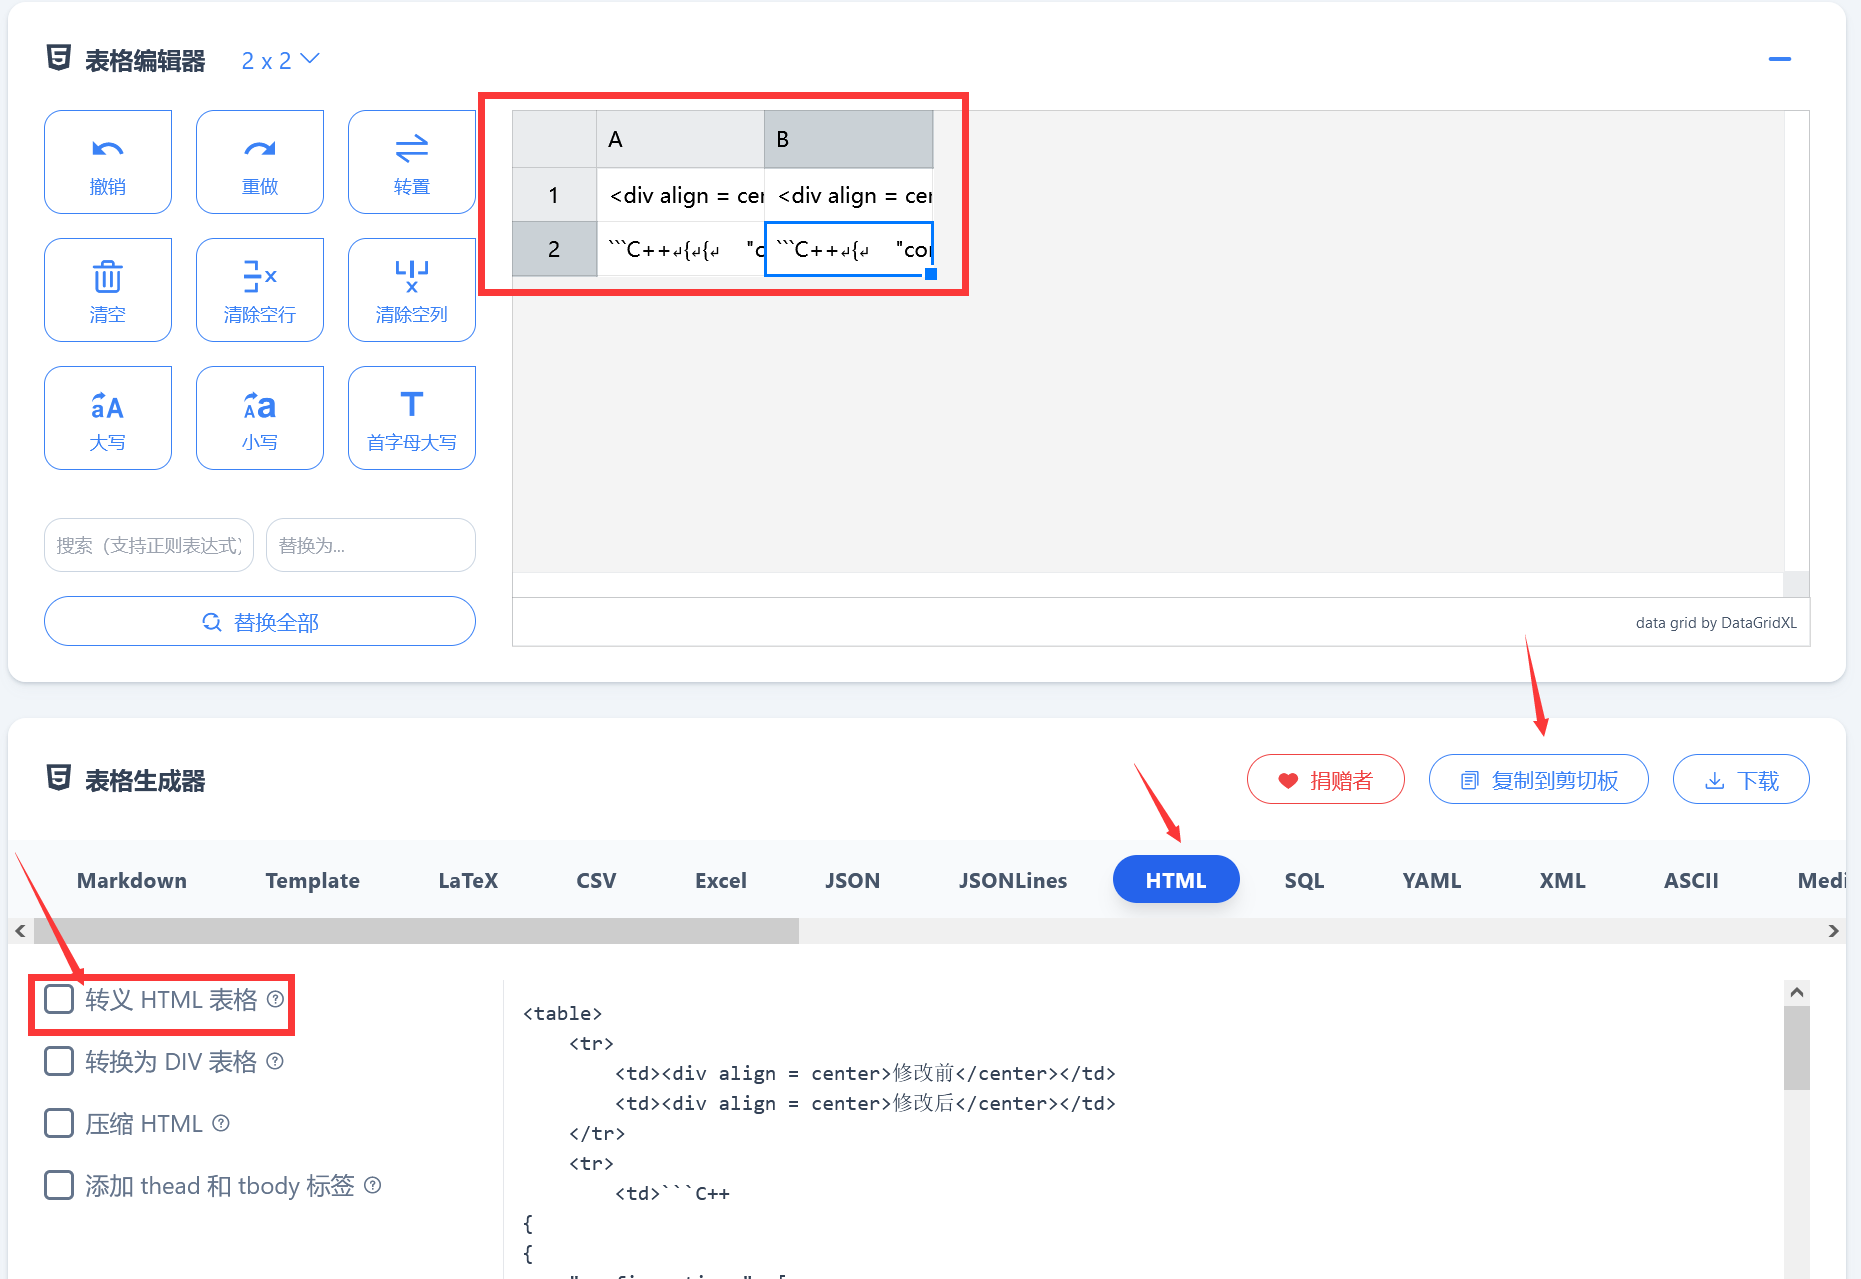 表格编辑器 2 x 2
撤销 重做 转置
清空 清除空行 清除空列
aA Aa T
大写 小写 首字母大写
搜索（支持正则表达式） 替换为...
替换全部
A B
1 <div align = cen <div align = cen
2 ```C++↲{↲{↲ "c ```C++↲{↲ "con
data grid by DataGridXL
表格生成器
捐赠者 复制到剪切板 下载
Markdown Template LaTeX CSV Excel JSON JSONLines HTML SQL YAML XML ASCII Medi
转义 HTML 表格
转换为 DIV 表格
压缩 HTML
添加 thead 和 tbody 标签
<table>
<tr>
<td><div align = center>修改前</center></td>
<td><div align = center>修改后</center></td>
</tr>
<tr>
<td>```C++
{
{